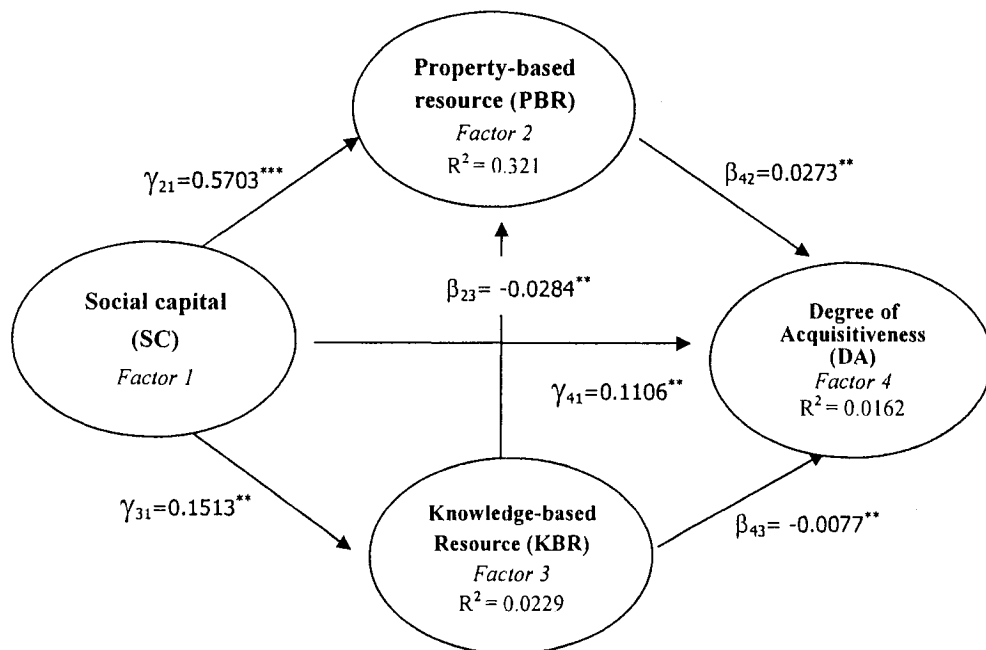 Property-based
resource (PBR)
Factor 2
R² = 0.321
γ₂₁=0.5703***
β₄₂=0.0273**
Social capital
(SC)
Factor 1
β₂₃= -0.0284**
Degree of
Acquisitiveness
(DA)
Factor 4
R² = 0.0162
γ₄₁=0.1106**
γ₃₁=0.1513**
Knowledge-based
Resource (KBR)
Factor 3
R² = 0.0229
β₄₃= -0.0077**